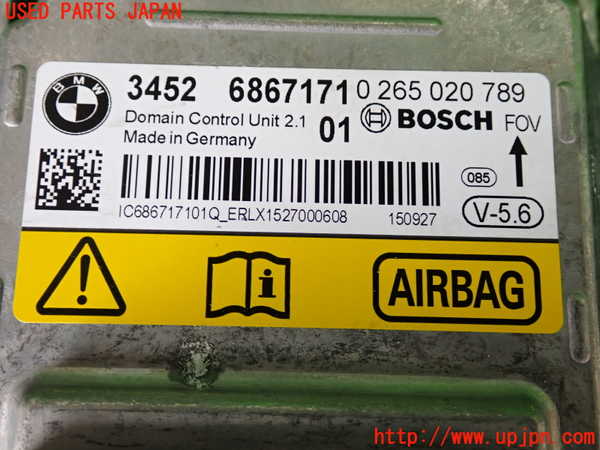 USED PARTS JAPAN
BMW
3452 6867171 0 265 020 789
Domain Control Unit 2.1 01 BOSCH FOV
Made in Germany
085
IC686717101Q_ERLX1527000608 150927
V-5.6
AIRBAG
http://www.upjpn.com/